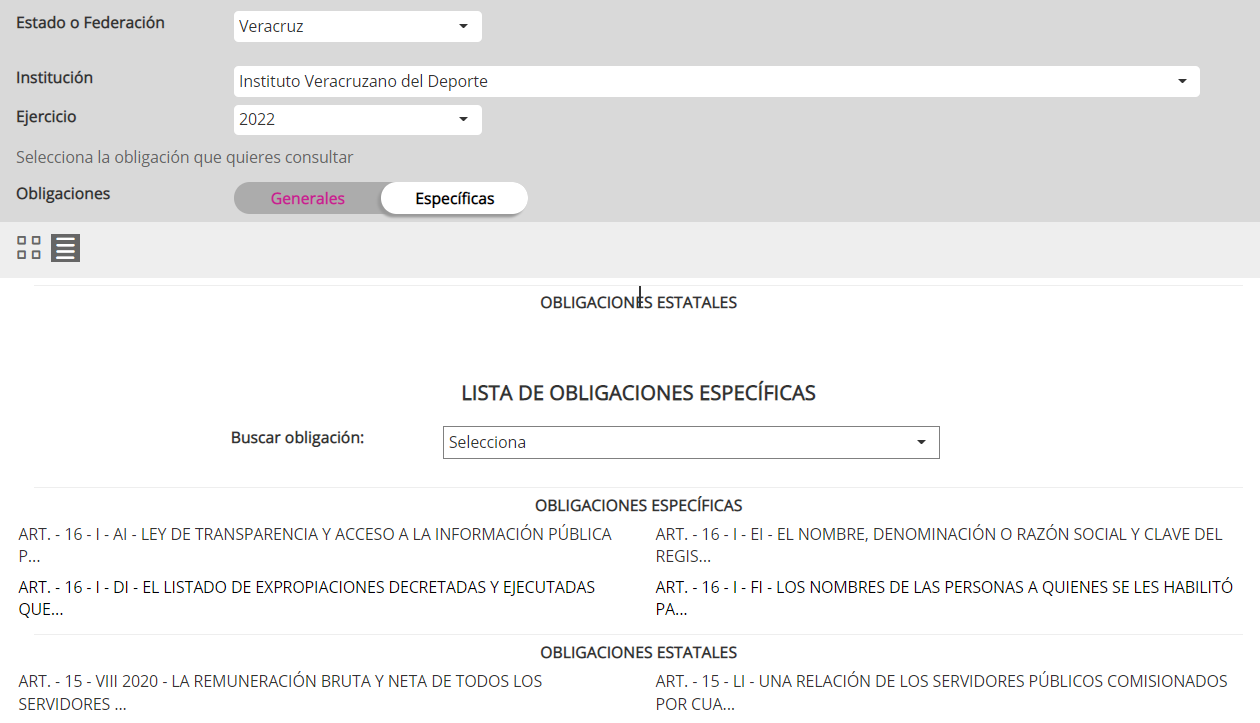 Estado o Federación
Veracruz
Institución
Instituto Veracruzano del Deporte
Ejercicio
2022
Selecciona la obligación que quieres consultar
Obligaciones
Generales
Específicas
OBLIGACIONES ESTATALES
LISTA DE OBLIGACIONES ESPECÍFICAS
Buscar obligación:
Selecciona
OBLIGACIONES ESPECÍFICAS
ART. - 16 - I - AI - LEY DE TRANSPARENCIA Y ACCESO A LA INFORMACIÓN PÚBLICA
P...
ART. - 16 - I - EI - EL NOMBRE, DENOMINACIÓN O RAZÓN SOCIAL Y CLAVE DEL
REGIS...
ART. - 16 - I - DI - EL LISTADO DE EXPROPIACIONES DECRETADAS Y EJECUTADAS
QUE...
ART. - 16 - I - FI - LOS NOMBRES DE LAS PERSONAS A QUIENES SE LES HABILITÓ
PA...
OBLIGACIONES ESTATALES
ART. - 15 - VIII 2020 - LA REMUNERACIÓN BRUTA Y NETA DE TODOS LOS
SERVIDORES ...
ART. - 15 - LI - UNA RELACIÓN DE LOS SERVIDORES PÚBLICOS COMISIONADOS
POR CUA...